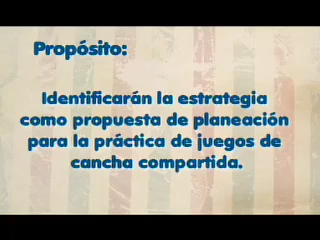 Propósito:
Identificarán la estrategia
como propuesta de planeación
para la práctica de juegos de
cancha compartida.